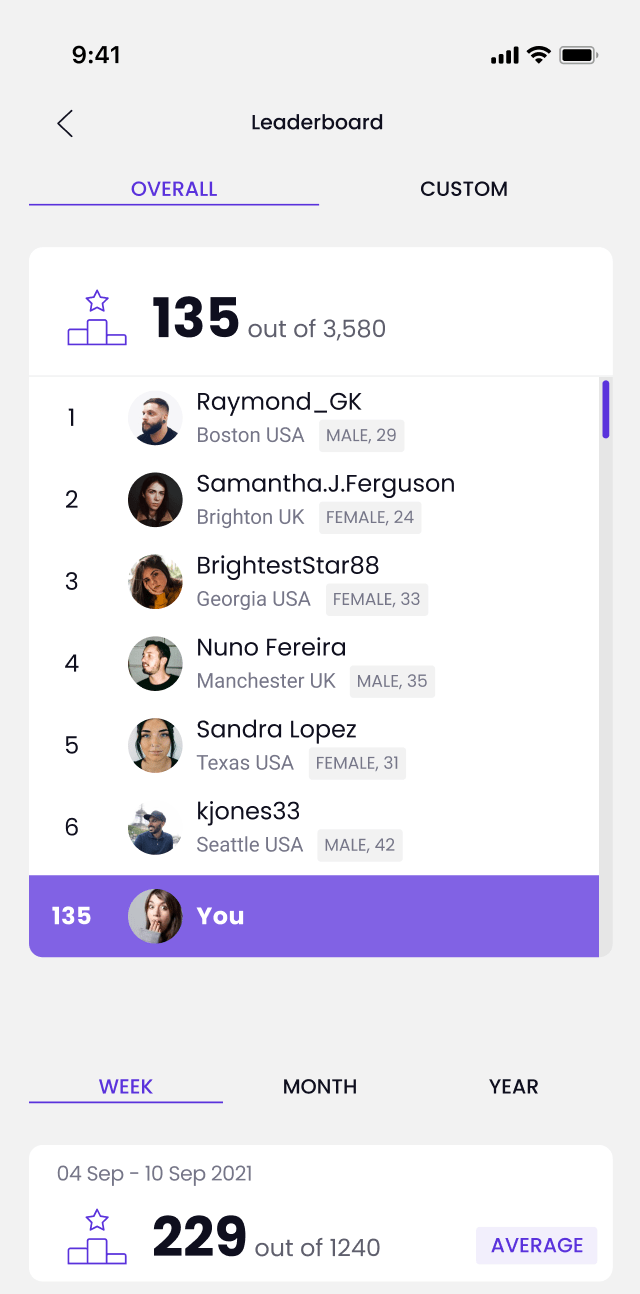 9:41
Leaderboard
OVERALL CUSTOM
135 out of 3,580
1 Raymond_GK
Boston USA MALE, 29
2 Samantha.J.Ferguson
Brighton UK FEMALE, 24
3 BrightestStar88
Georgia USA FEMALE, 33
4 Nuno Fereira
Manchester UK MALE, 35
5 Sandra Lopez
Texas USA FEMALE, 31
6 kjones33
Seattle USA MALE, 42
135 You
WEEK MONTH YEAR
04 Sep – 10 Sep 2021
229 out of 1240 AVERAGE